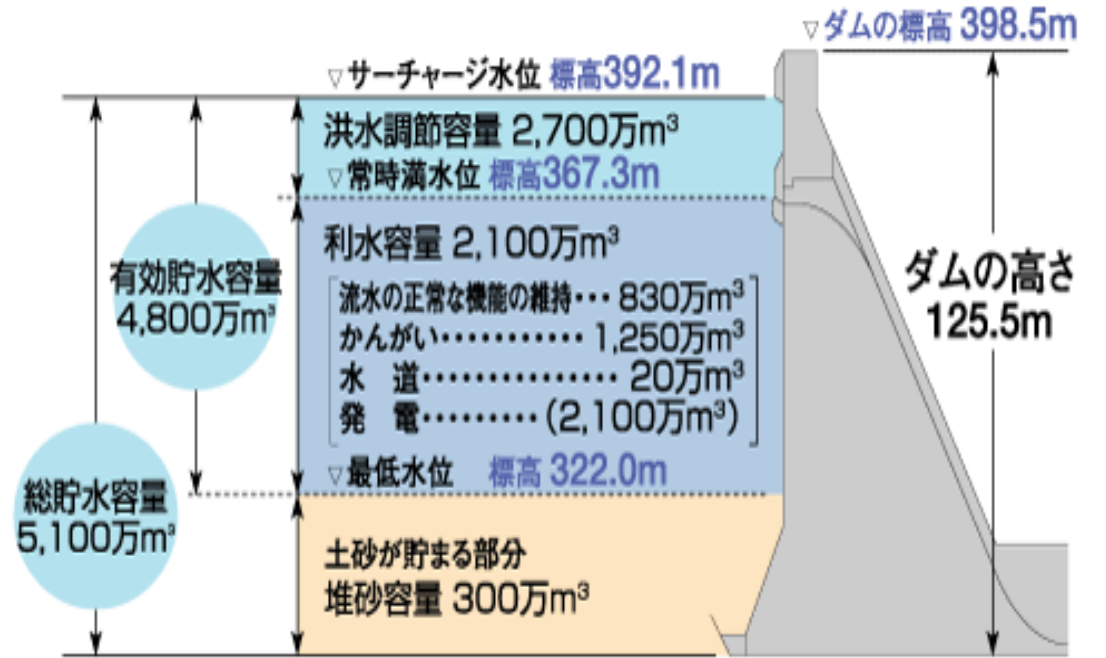 ▽ダムの標高 398.5m
▽サーチャージ水位 標高392.1m
洪水調節容量 2,700万m³
▽常時満水位 標高367.3m
利水容量 2,100万m³
流水の正常な機能の維持… 830万m³
かんがい………… 1,250万m³
水 道…………… 20万m³
発 電………(2,100万m³)
▽最低水位 標高 322.0m
土砂が貯まる部分
堆砂容量 300万m³
有効貯水容量
4,800万m³
総貯水容量
5,100万m³
ダムの高さ
125.5m